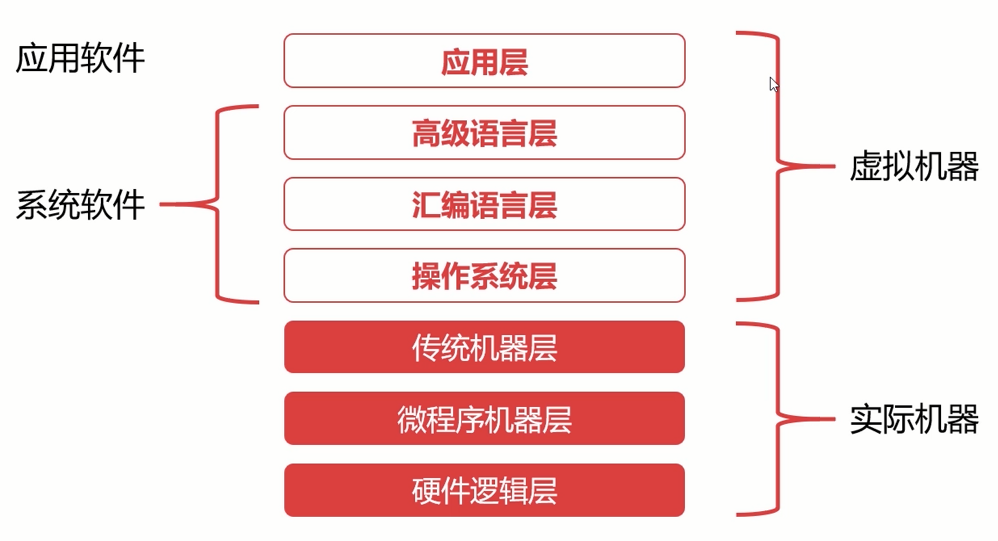 应用软件
应用层
高级语言层
系统软件
汇编语言层
操作系统层
虚拟机器
传统机器层
微程序机器层
硬件逻辑层
实际机器